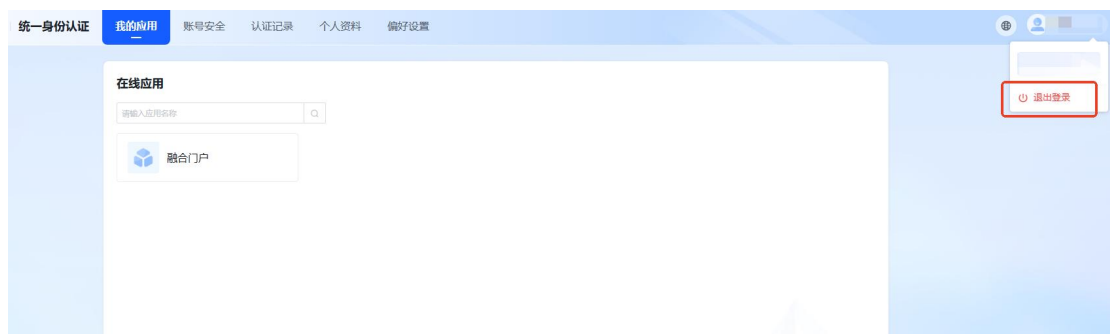 统一身份认证 我的应用 账号安全 认证记录 个人资料 偏好设置
在线应用
退出登录
请输入应用名称
融合门户